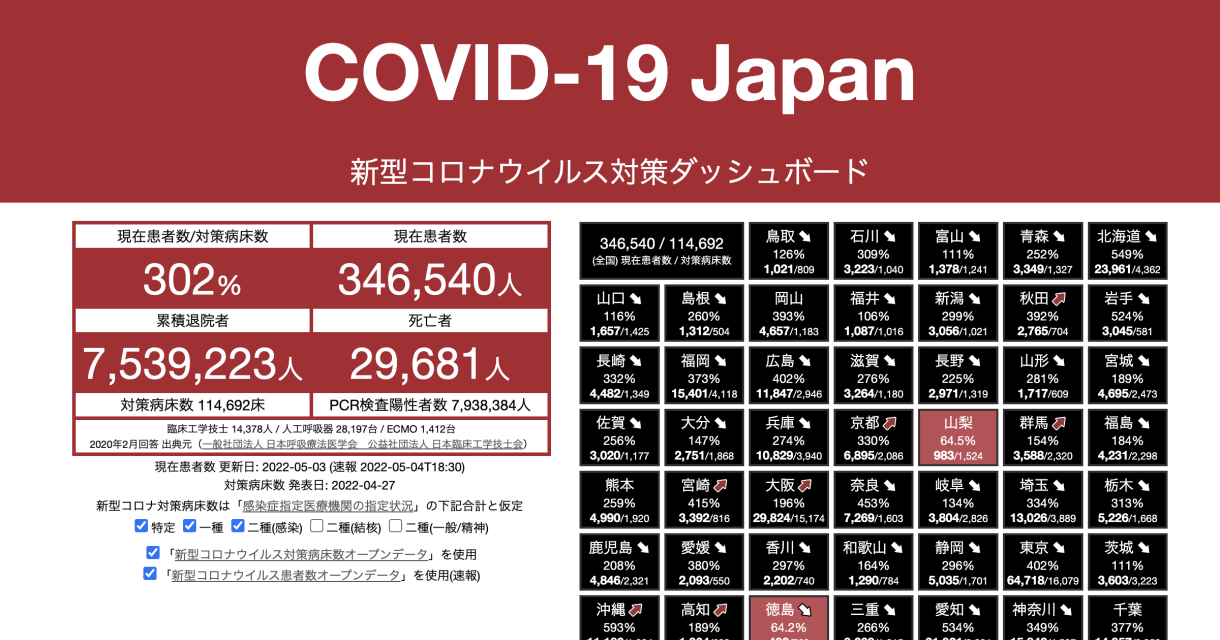 COVID-19 Japan
新型コロナウイルス対策ダッシュボード
現在患者数/対策病床数
現在患者数
302%
346,540人
累積退院者
死亡者
7,539,223人
29,681人
対策病床数 114,692床
PCR検査陽性者数 7,938,384人
臨床工学技士 14,378人 / 人工呼吸器 28,197台 / ECMO 1,412台
2020年2月回答 出典元（一般社団法人 日本呼吸療法医学会　公益社団法人 日本臨床工学技士会）
現在患者数 更新日: 2022-05-03 (速報 2022-05-04T18:30)
対策病床数 発表日: 2022-04-27
新型コロナ対策病床数は「感染症指定医療機関の指定状況」の下記合計と仮定
特定 一種 二種(感染) 二種(結核) 二種(一般/精神)
「新型コロナウイルス対策病床数オープンデータ」を使用
「新型コロナウイルス患者数オープンデータ」を使用(速報)
346,540 / 114,692
(全国) 現在患者数 / 対策病床数
鳥取
126%
1,021/809
石川
309%
3,223/1,040
富山
111%
1,378/1,241
青森
252%
3,349/1,327
北海道
549%
23,961/4,362
山口
116%
1,657/1,425
島根
260%
1,312/504
岡山
393%
4,657/1,183
福井
106%
1,087/1,016
新潟
299%
3,056/1,021
秋田
392%
2,765/704
岩手
524%
3,045/581
長崎
332%
4,482/1,349
福岡
373%
15,401/4,118
広島
402%
11,847/2,946
滋賀
276%
3,264/1,180
長野
225%
2,971/1,319
山形
281%
1,717/609
宮城
189%
4,695/2,473
佐賀
256%
3,020/1,177
大分
147%
2,751/1,868
兵庫
274%
10,829/3,940
京都
330%
6,895/2,086
山梨
64.5%
983/1,524
群馬
154%
3,588/2,320
福島
184%
4,231/2,298
熊本
259%
4,990/1,920
宮崎
415%
3,392/816
大阪
196%
29,824/15,174
奈良
453%
7,269/1,603
岐阜
134%
3,804/2,826
埼玉
334%
13,026/3,889
栃木
313%
5,226/1,668
鹿児島
208%
4,846/2,321
愛媛
380%
2,093/550
香川
297%
2,202/740
和歌山
164%
1,290/784
静岡
296%
5,035/1,701
東京
402%
64,718/16,079
茨城
111%
3,603/3,223
沖縄
593%
高知
189%
徳島
64.2%
三重
266%
愛知
534%
神奈川
349%
千葉
377%